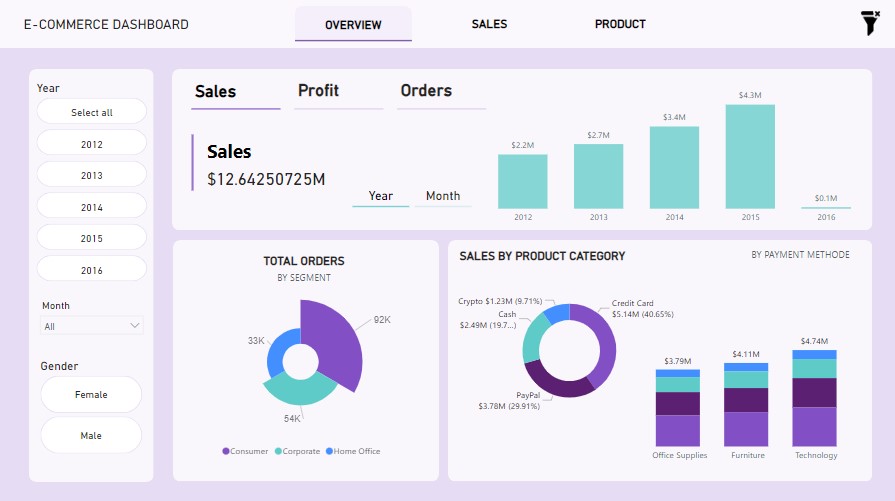 E-COMMERCE DASHBOARD
OVERVIEW
SALES
PRODUCT
Year
Select all
2012
2013
2014
2015
2016
Month
All
Gender
Female
Male
Sales
Profit
Orders
Sales
$12.64250725M
Year
Month
$2.2M
$2.7M
$3.4M
$4.3M
$0.1M
2012
2013
2014
2015
2016
TOTAL ORDERS
BY SEGMENT
92K
33K
54K
Consumer
Corporate
Home Office
SALES BY PRODUCT CATEGORY
BY PAYMENT METHODE
Crypto $1.23M (9.71%)
Cash
$2.49M (19.7...)
Credit Card
$5.14M (40.65%)
PayPal
$3.78M (29.91%)
$3.79M
$4.11M
$4.74M
Office Supplies
Furniture
Technology